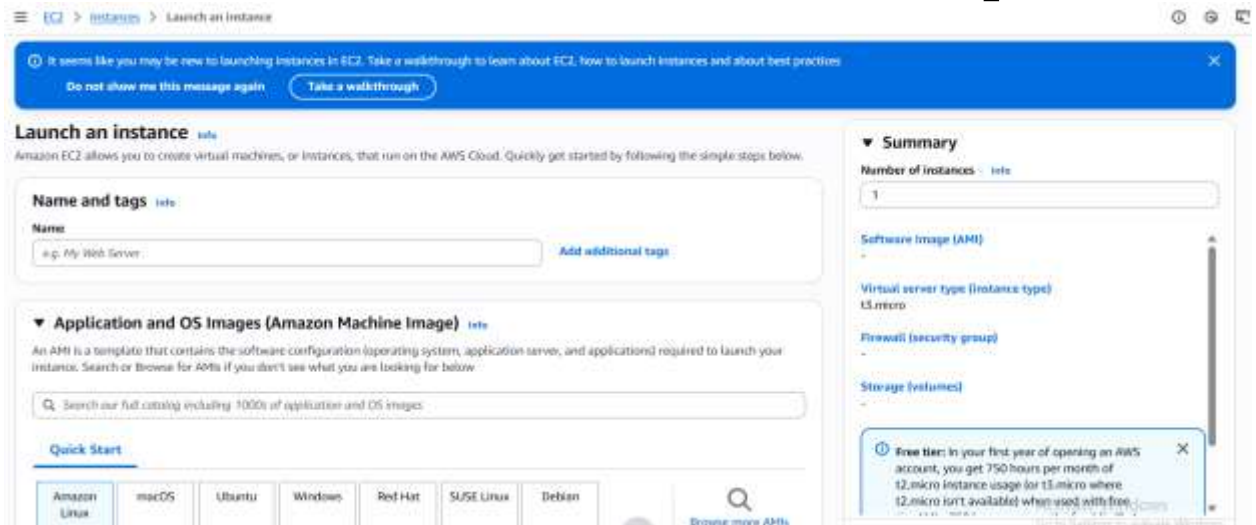 EC2 > Instances > Launch an instance
It seems like you may be new to launching instances in EC2. Take a walkthrough to learn about EC2, how to launch instances and about best practices
Do not show me this message again
Take a walkthrough
Launch an instance Info
Amazon EC2 allows you to create virtual machines, or instances, that run on the AWS Cloud. Quickly get started by following the simple steps below.
Name and tags Info
Name
e.g. My Web Server
Add additional tags
Application and OS Images (Amazon Machine Image) Info
An AMI is a template that contains the software configuration (operating system, application server, and applications) required to launch your
instance. Search or Browse for AMIs if you don't see what you are looking for below
Search our full catalog including 1000s of application and OS images
Quick Start
Amazon
Linux
macOS
Ubuntu
Windows
Red Hat
SUSE Linux
Debian
Browse more AMIs
Summary
Number of instances Info
1
Software Image (AMI)
-
Virtual server type (instance type)
t3.micro
Firewall (security group)
-
Storage (volumes)
-
Free tier: In your first year of opening an AWS
account, you get 750 hours per month of
t2.micro instance usage (or t3.micro where
t2.micro isn't available) when used with free